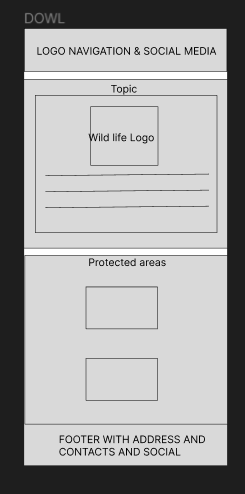 DOWL
LOGO NAVIGATION & SOCIAL MEDIA
Topic
Wild life Logo
Protected areas
FOOTER WITH ADDRESS AND
CONTACTS AND SOCIAL